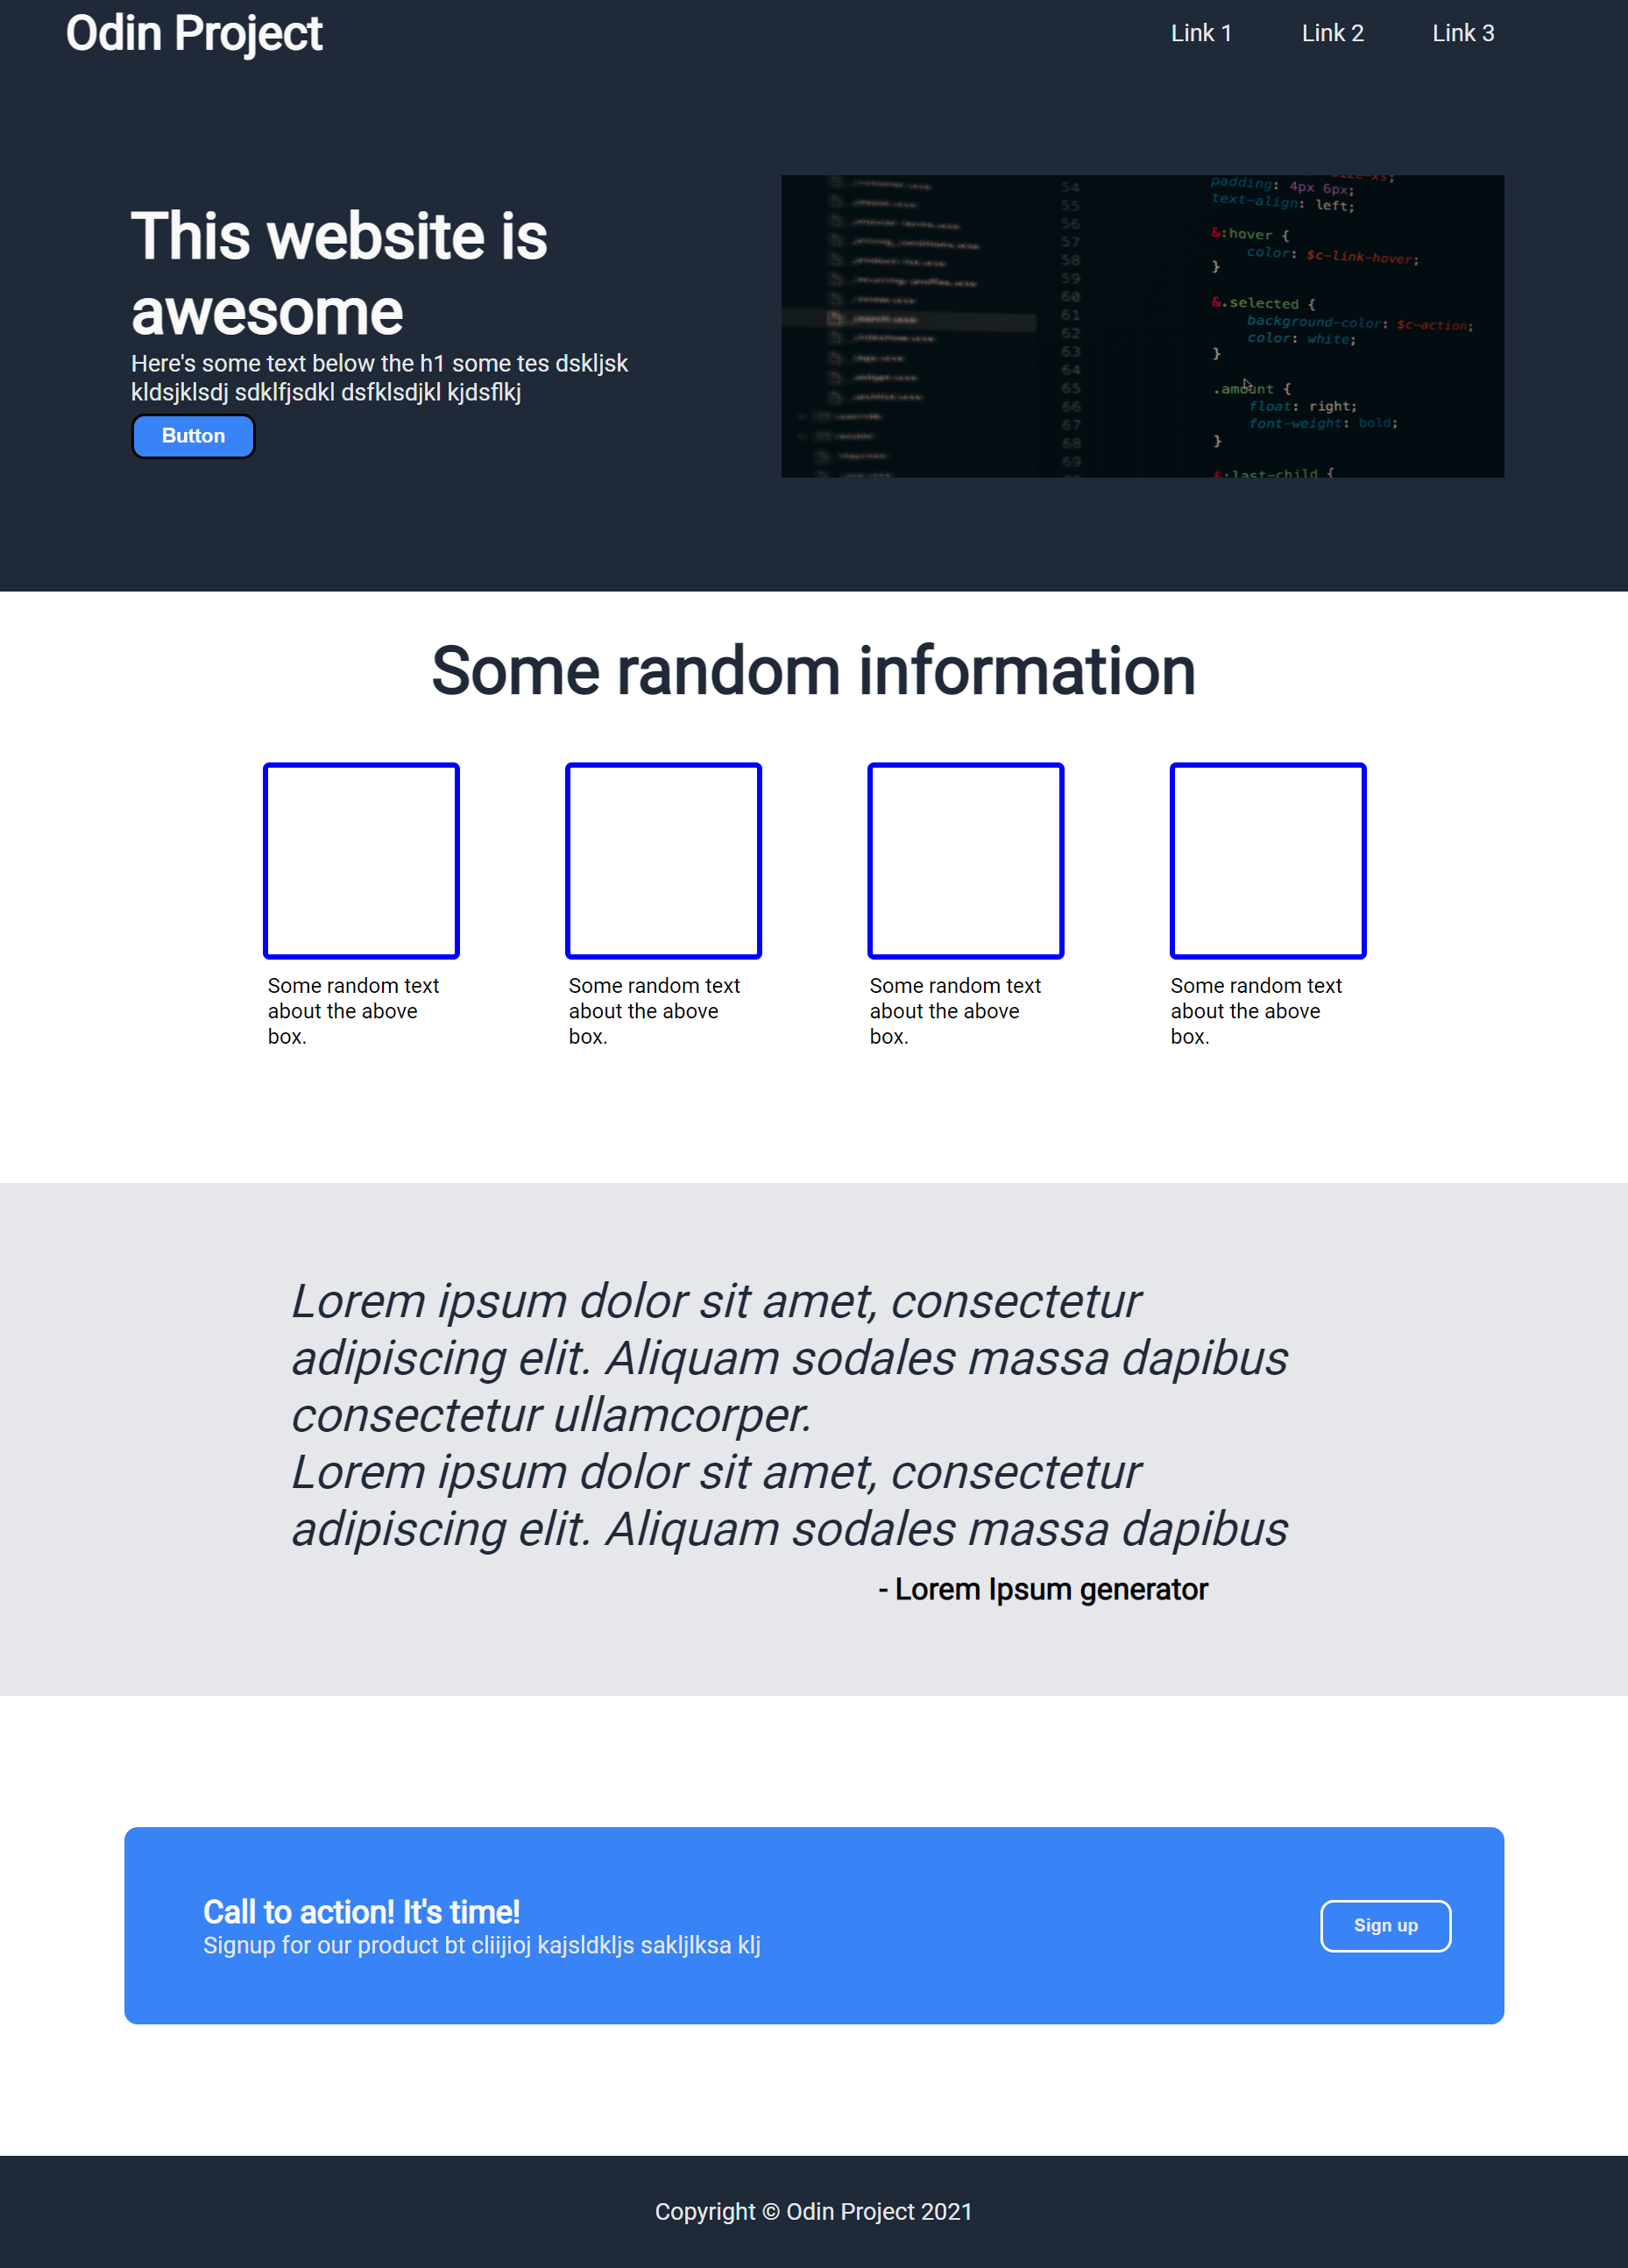 Odin Project
Link 1 Link 2 Link 3
This website is
awesome
Here's some text below the h1 some tes dskljsk
kldsjklsdj sdklfjsdkl dsfklsdjkl kjdsflkj
Button
54
55
56
57
58
59
60
61
62
63
64
65
66
67
68
69
padding: 4px 6px;
text-align: left;
&:hover {
color: $c-link-hover;
}
&.selected {
background-color: $c-action;
color: white;
}
.amount {
float: right;
font-weight: bold;
}
&:last-child {
Some random information
Some random text
about the above
box.
Some random text
about the above
box.
Some random text
about the above
box.
Some random text
about the above
box.
Lorem ipsum dolor sit amet, consectetur
adipiscing elit. Aliquam sodales massa dapibus
consectetur ullamcorper.
Lorem ipsum dolor sit amet, consectetur
adipiscing elit. Aliquam sodales massa dapibus
- Lorem Ipsum generator
Call to action! It's time!
Signup for our product bt cliijioj kajsldkljs sakljlksa klj
Sign up
Copyright © Odin Project 2021